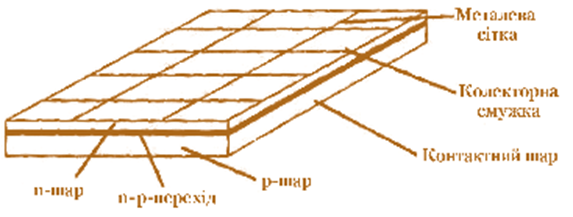 Металева
сітка
Колекторна
смужка
Контактний шар
р-шар
n-р-перехід
n-шар